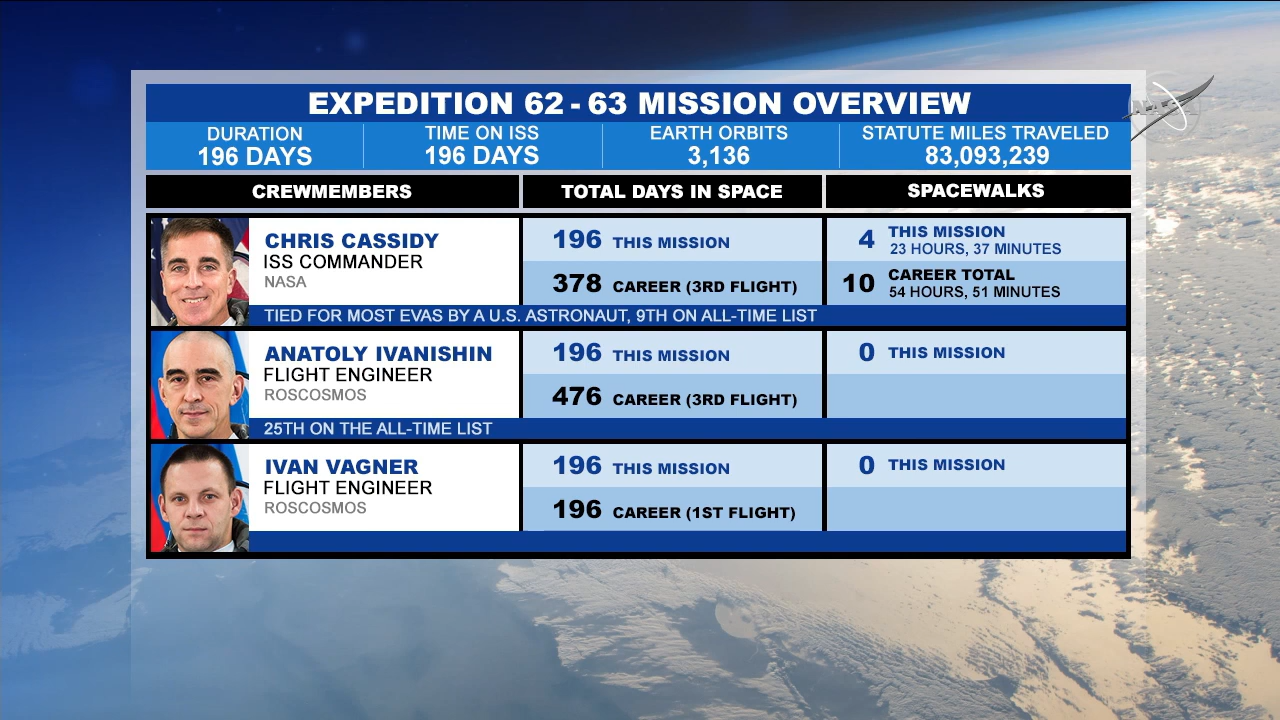 EXPEDITION 62 - 63 MISSION OVERVIEW
DURATION
196 DAYS
TIME ON ISS
196 DAYS
EARTH ORBITS
3,136
STATUTE MILES TRAVELED
83,093,239
NASA
CREWMEMBERS
TOTAL DAYS IN SPACE
SPACEWALKS
CHRIS CASSIDY
ISS COMMANDER
NASA
196 THIS MISSION
378 CAREER (3RD FLIGHT)
4 THIS MISSION
23 HOURS, 37 MINUTES
10 CAREER TOTAL
54 HOURS, 51 MINUTES
TIED FOR MOST EVAS BY A U.S. ASTRONAUT, 9TH ON ALL-TIME LIST
ANATOLY IVANISHIN
FLIGHT ENGINEER
ROSCOSMOS
196 THIS MISSION
476 CAREER (3RD FLIGHT)
0 THIS MISSION
25TH ON THE ALL-TIME LIST
IVAN VAGNER
FLIGHT ENGINEER
ROSCOSMOS
196 THIS MISSION
196 CAREER (1ST FLIGHT)
0 THIS MISSION